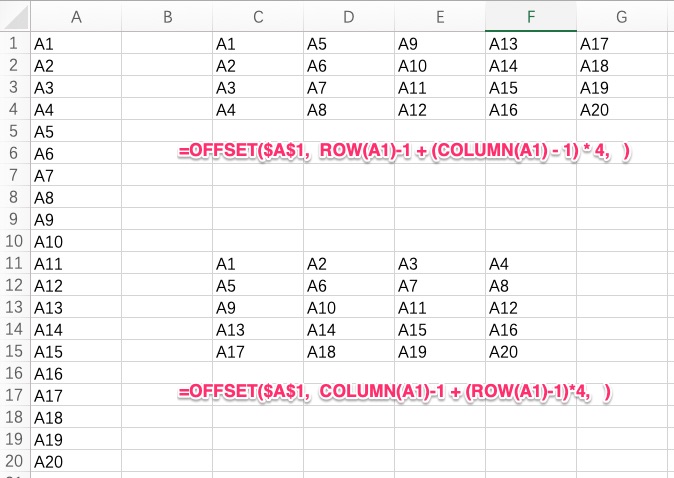 A B C D E F G
1 A1 A1 A5 A9 A13 A17
2 A2 A2 A6 A10 A14 A18
3 A3 A3 A7 A11 A15 A19
4 A4 A4 A8 A12 A16 A20
5 A5
6 A6 =OFFSET($A$1, ROW(A1)-1 + (COLUMN(A1) - 1) * 4, )
7 A7
8 A8
9 A9
10 A10
11 A11 A1 A2 A3 A4
12 A12 A5 A6 A7 A8
13 A13 A9 A10 A11 A12
14 A14 A13 A14 A15 A16
15 A15 A17 A18 A19 A20
16 A16
17 A17 =OFFSET($A$1, COLUMN(A1)-1 + (ROW(A1)-1)*4, )
18 A18
19 A19
20 A20